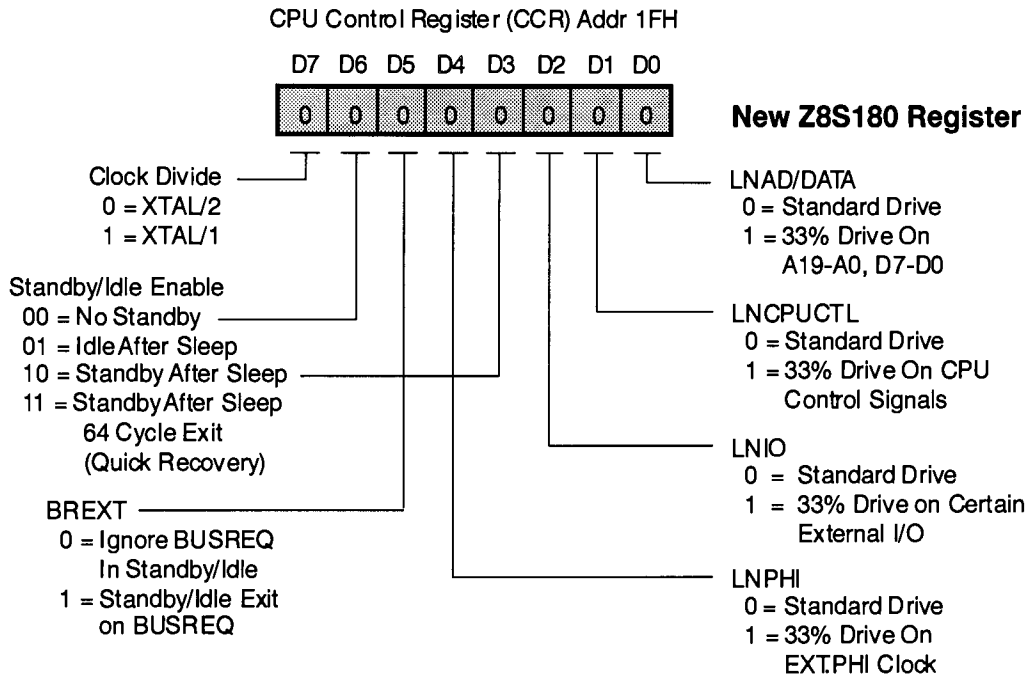 CPU Control Register (CCR) Addr 1FH
D7 D6 D5 D4 D3 D2 D1 D0
0 0 0 0 0 0 0 0
New Z8S180 Register
Clock Divide
0 = XTAL/2
1 = XTAL/1
Standby/Idle Enable
00 = No Standby
01 = Idle After Sleep
10 = Standby After Sleep
11 = Standby After Sleep
64 Cycle Exit
(Quick Recovery)
BREXT
0 = Ignore BUSREQ
In Standby/Idle
1 = Standby/Idle Exit
on BUSREQ
LNAD/DATA
0 = Standard Drive
1 = 33% Drive On
A19-A0, D7-D0
LNCPUCTL
0 = Standard Drive
1 = 33% Drive On CPU
Control Signals
LNIO
0 = Standard Drive
1 = 33% Drive on Certain
External I/O
LNPHI
0 = Standard Drive
1 = 33% Drive On
EXT.PHI Clock